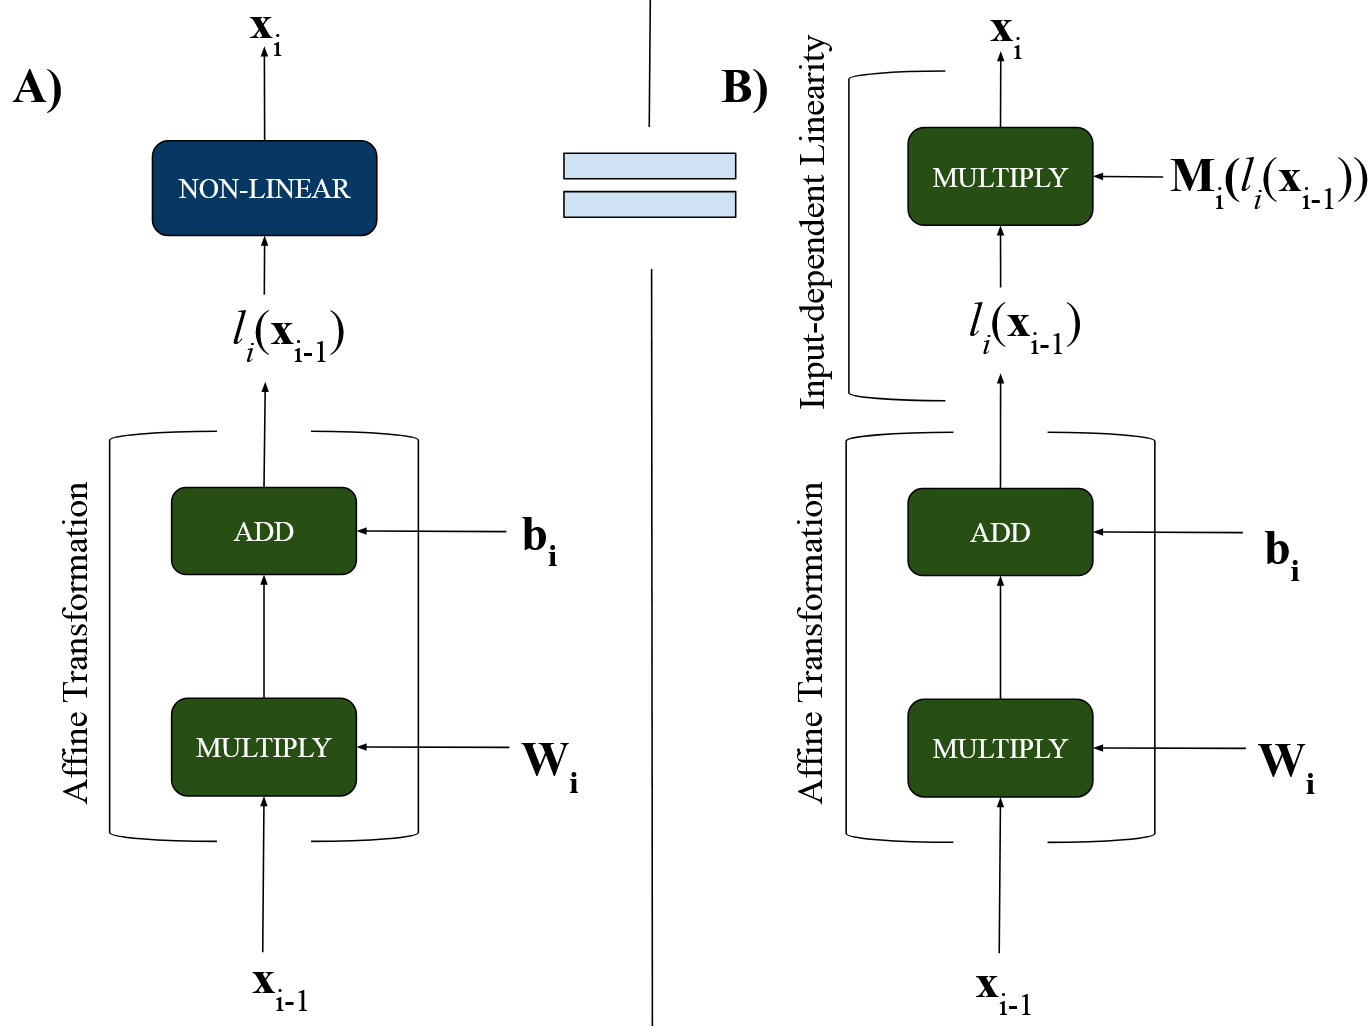 A)
x_i
NON-LINEAR
l_i(x_{i-1})
Affine Transformation
ADD
b_i
MULTIPLY
W_i
x_{i-1}
B)
x_i
Input-dependent Linearity
MULTIPLY
M_i(l_i(x_{i-1}))
l_i(x_{i-1})
Affine Transformation
ADD
b_i
MULTIPLY
W_i
x_{i-1}